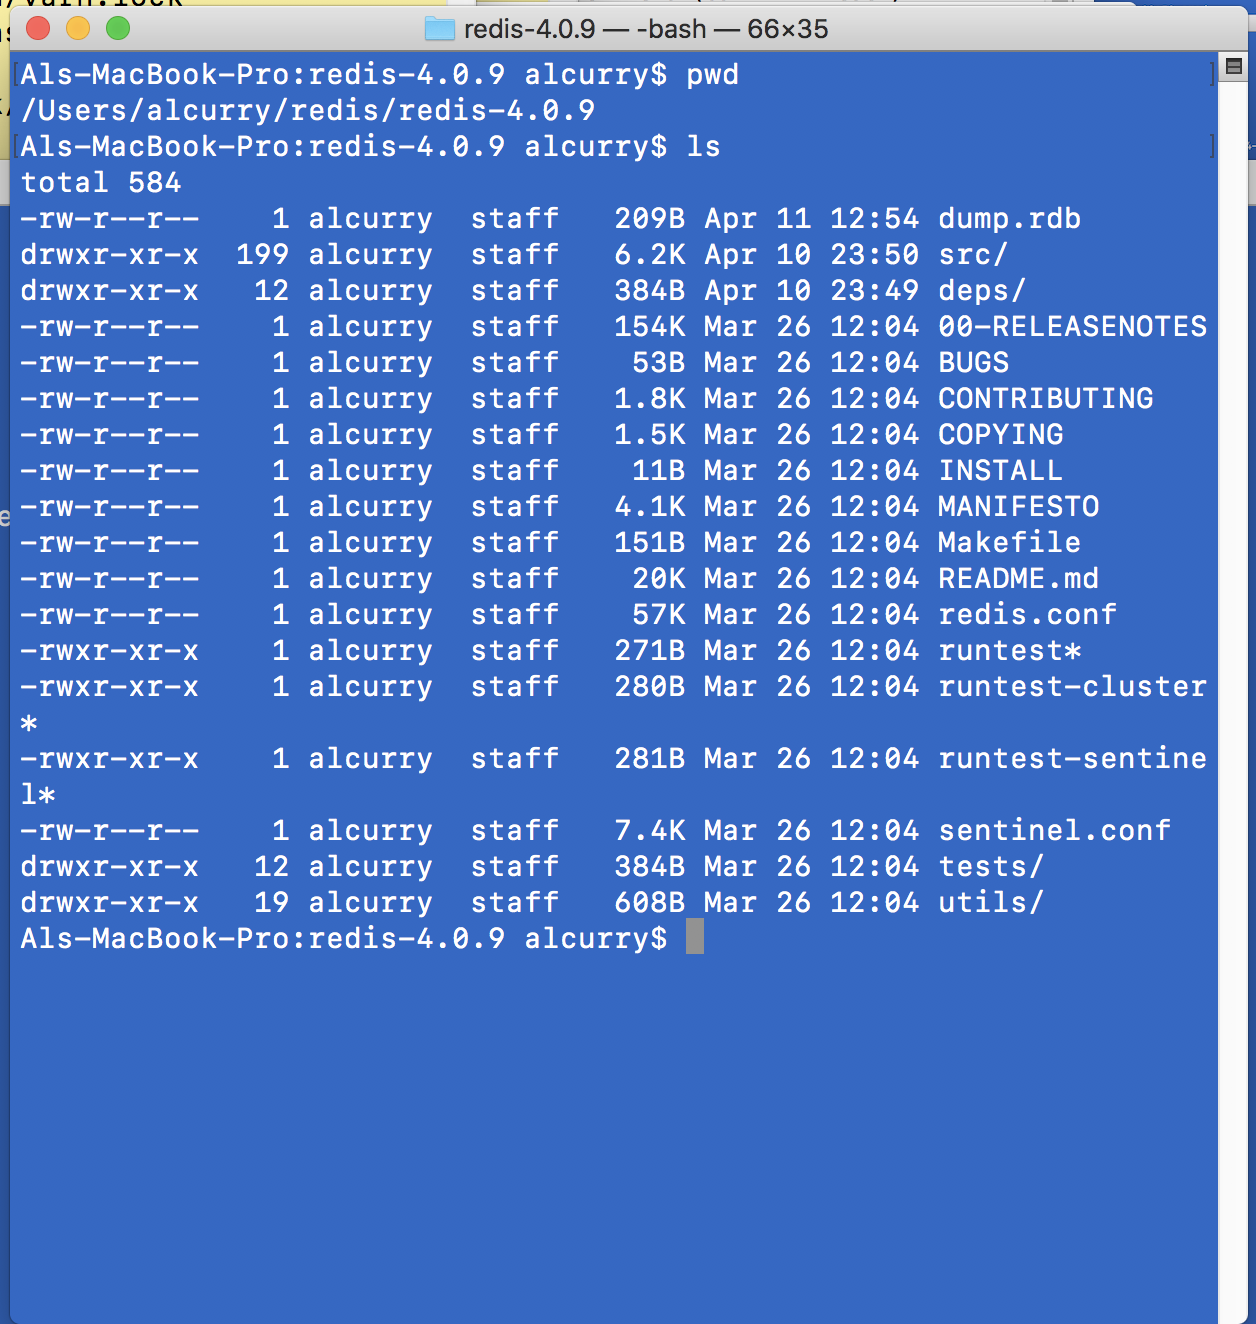 redis-4.0.9 — -bash — 66×35
Als-MacBook-Pro:redis-4.0.9 alcurry$ pwd
/Users/alcurry/redis/redis-4.0.9
Als-MacBook-Pro:redis-4.0.9 alcurry$ ls
total 584
-rw-r--r--    1 alcurry  staff   209B Apr 11 12:54 dump.rdb
drwxr-xr-x  199 alcurry  staff   6.2K Apr 10 23:50 src/
drwxr-xr-x   12 alcurry  staff   384B Apr 10 23:49 deps/
-rw-r--r--    1 alcurry  staff   154K Mar 26 12:04 00-RELEASENOTES
-rw-r--r--    1 alcurry  staff    53B Mar 26 12:04 BUGS
-rw-r--r--    1 alcurry  staff   1.8K Mar 26 12:04 CONTRIBUTING
-rw-r--r--    1 alcurry  staff   1.5K Mar 26 12:04 COPYING
-rw-r--r--    1 alcurry  staff    11B Mar 26 12:04 INSTALL
-rw-r--r--    1 alcurry  staff   4.1K Mar 26 12:04 MANIFESTO
-rw-r--r--    1 alcurry  staff   151B Mar 26 12:04 Makefile
-rw-r--r--    1 alcurry  staff    20K Mar 26 12:04 README.md
-rw-r--r--    1 alcurry  staff    57K Mar 26 12:04 redis.conf
-rwxr-xr-x    1 alcurry  staff   271B Mar 26 12:04 runtest*
-rwxr-xr-x    1 alcurry  staff   280B Mar 26 12:04 runtest-cluster
*
-rwxr-xr-x    1 alcurry  staff   281B Mar 26 12:04 runtest-sentine
l*
-rw-r--r--    1 alcurry  staff   7.4K Mar 26 12:04 sentinel.conf
drwxr-xr-x   12 alcurry  staff   384B Mar 26 12:04 tests/
drwxr-xr-x   19 alcurry  staff   608B Mar 26 12:04 utils/
Als-MacBook-Pro:redis-4.0.9 alcurry$